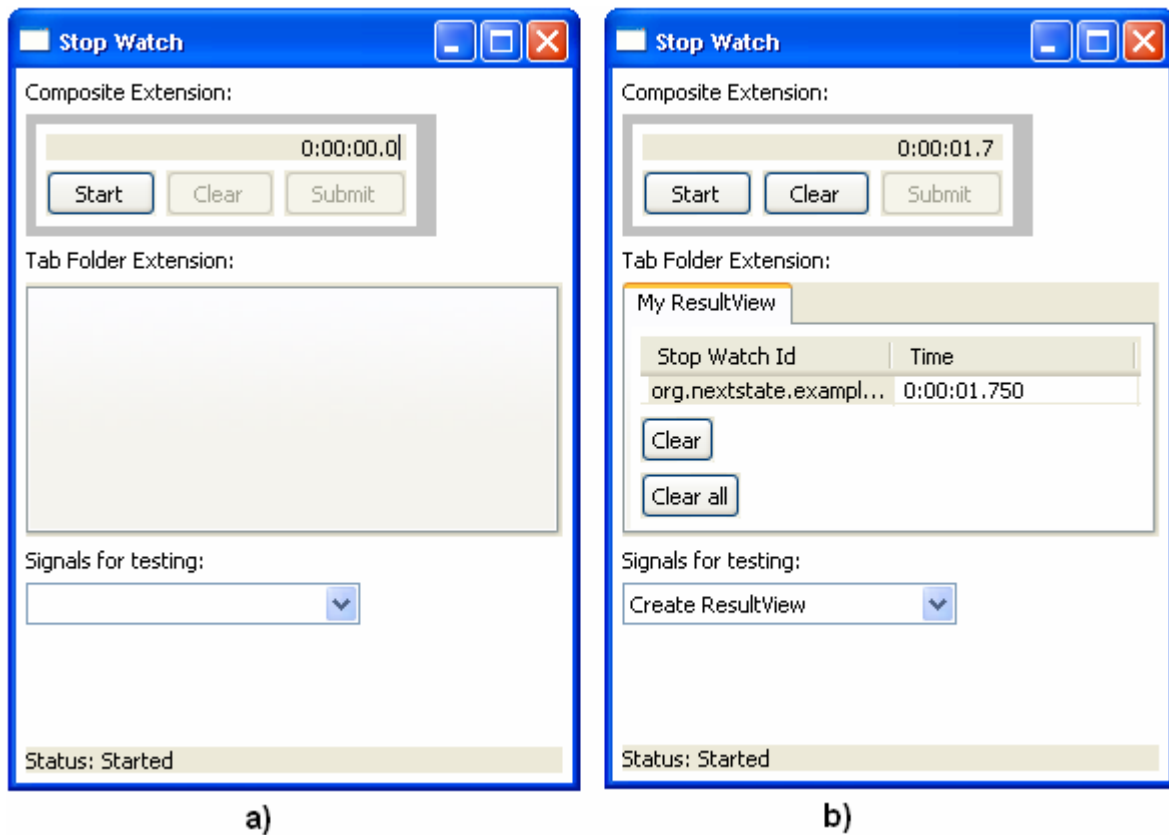 Stop Watch
Composite Extension:
0:00:00.0
Start Clear Submit
Tab Folder Extension:
Signals for testing:
Status: Started
a)
Stop Watch
Composite Extension:
0:00:01.7
Start Clear Submit
Tab Folder Extension:
My ResultView
Stop Watch Id Time
org.nextstate.exampl... 0:00:01.750
Clear
Clear all
Signals for testing:
Create ResultView
Status: Started
b)